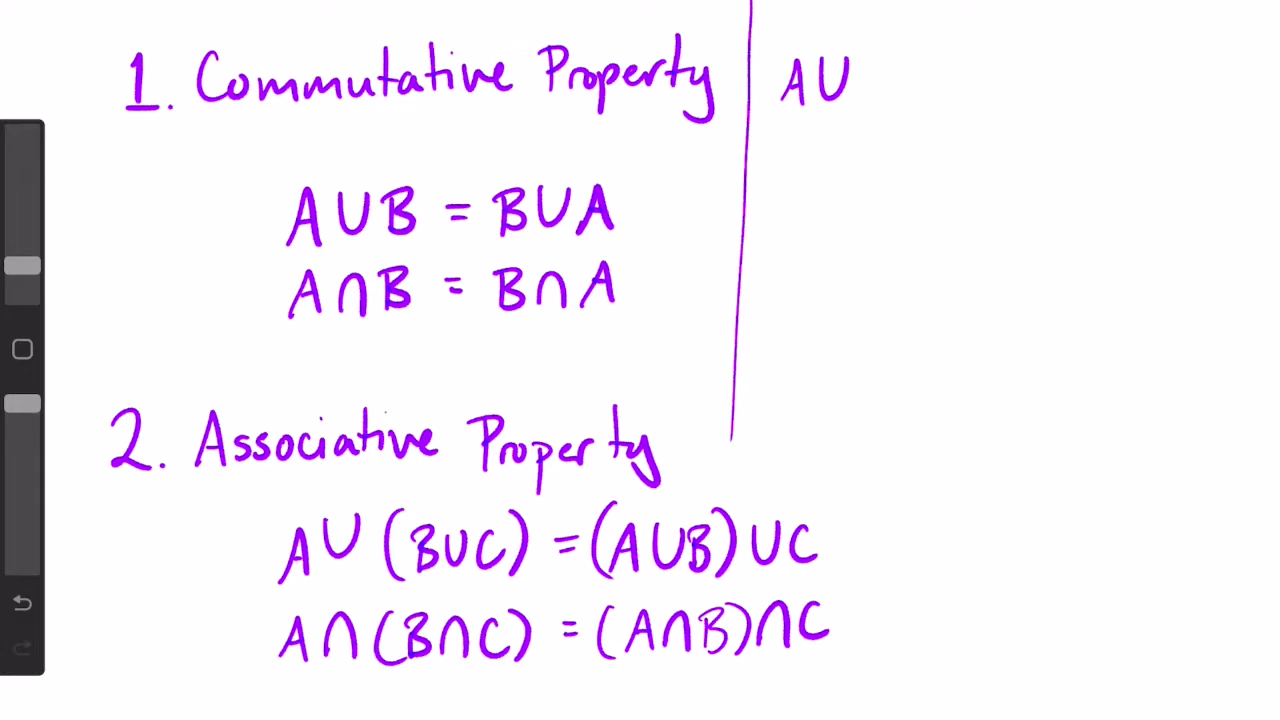 1. Commutative Property
A∪B = B∪A
A∩B = B∩A
2. Associative Property
A∪(B∪C) = (A∪B)∪C
A∩(B∩C) = (A∩B)∩C
A∪